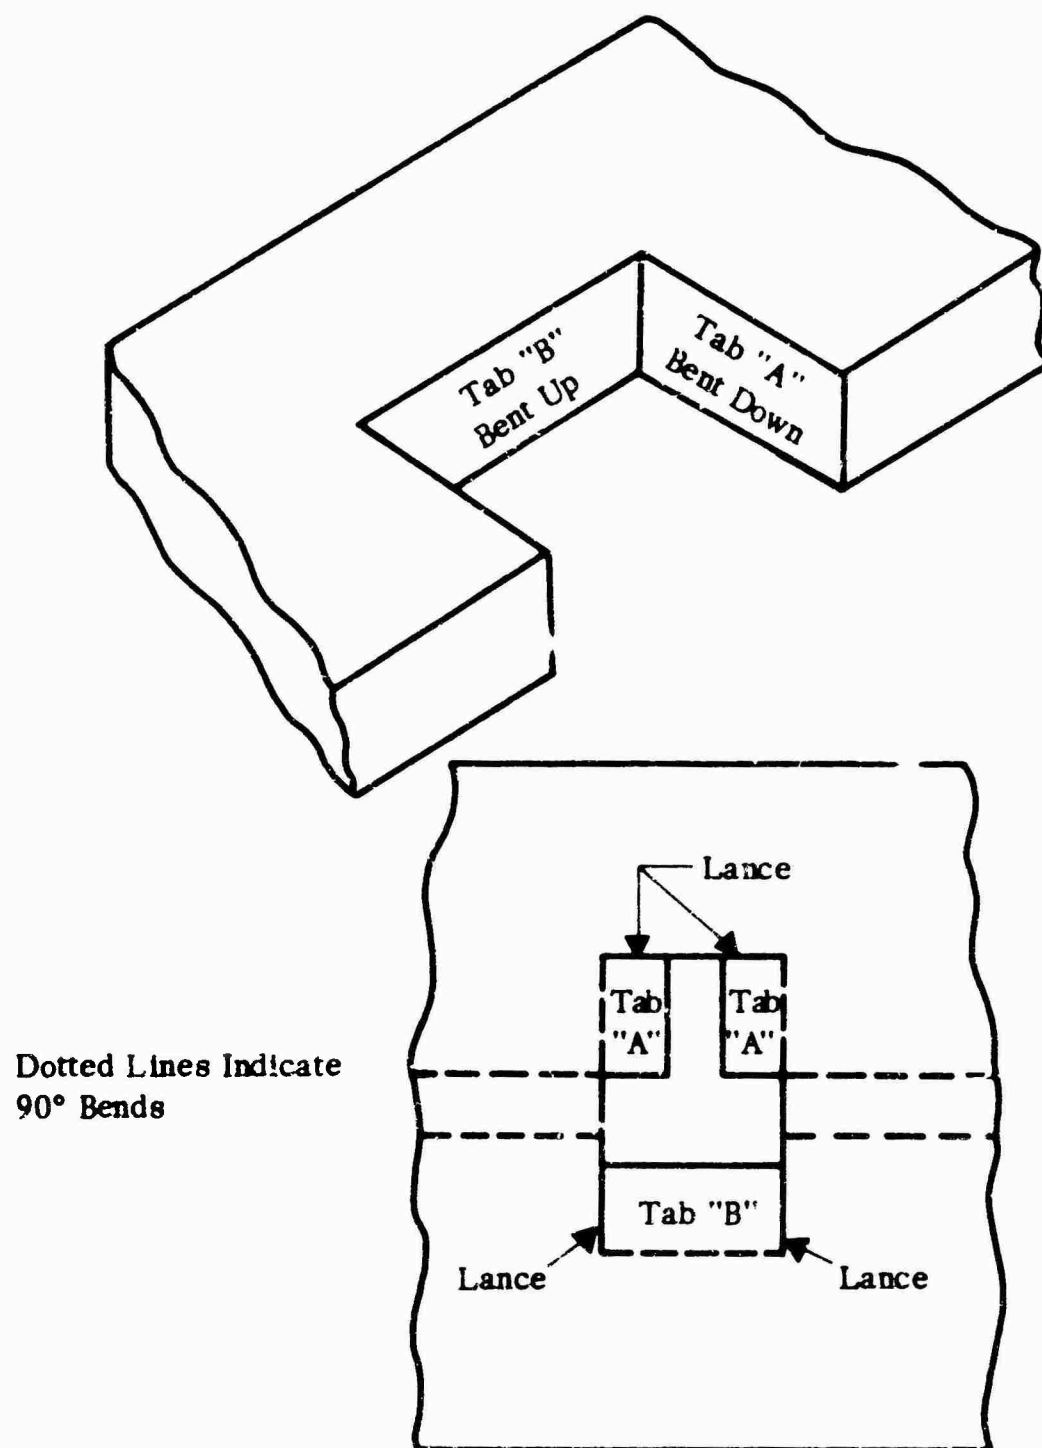 Tab "B"
Bent Up
Tab "A"
Bent Down
Lance
Tab
"A"
Tab
"A"
Dotted Lines Indicate
90° Bends
Tab "B"
Lance
Lance